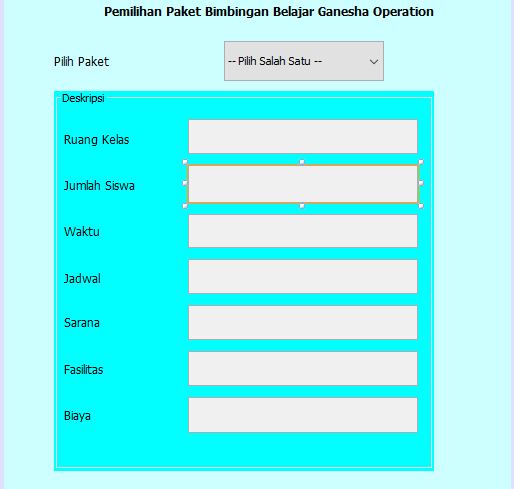 Pemilihan Paket Bimbingan Belajar Ganesha Operation
Pilih Paket
-- Pilih Salah Satu --
Deskripsi
Ruang Kelas
Jumlah Siswa
Waktu
Jadwal
Sarana
Fasilitas
Biaya